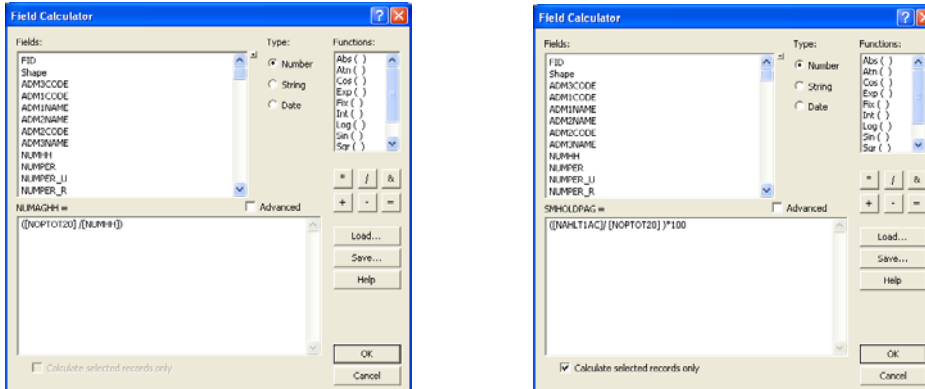 Field Calculator
Fields:
FID
Shape
ADM3CODE
ADM1CODE
ADM1NAME
ADM2NAME
ADM2CODE
ADM3NAME
NUMHH
NUMPER
NUMPER_U
NUMPER_R
Type:
Number
String
Date
Functions:
Abs ( )
Atn ( )
Cos ( )
Exp ( )
Fix ( )
Int ( )
Log ( )
Sin ( )
Sqr ( )
* / &
+ - =
NUMAGHH =
Advanced
([NOPTOT20] /[NUMHH])
Load...
Save...
Help
Calculate selected records only
OK
Cancel
Field Calculator
Fields:
FID
Shape
ADM3CODE
ADM1CODE
ADM1NAME
ADM2NAME
ADM2CODE
ADM3NAME
NUMHH
NUMPER
NUMPER_U
NUMPER_R
Type:
Number
String
Date
Functions:
Abs ( )
Atn ( )
Cos ( )
Exp ( )
Fix ( )
Int ( )
Log ( )
Sin ( )
Sqr ( )
* / &
+ - =
SMHOLDPAG =
Advanced
([NAHLT1AC]/ [NOPTOT20] )*100
Load...
Save...
Help
Calculate selected records only
OK
Cancel